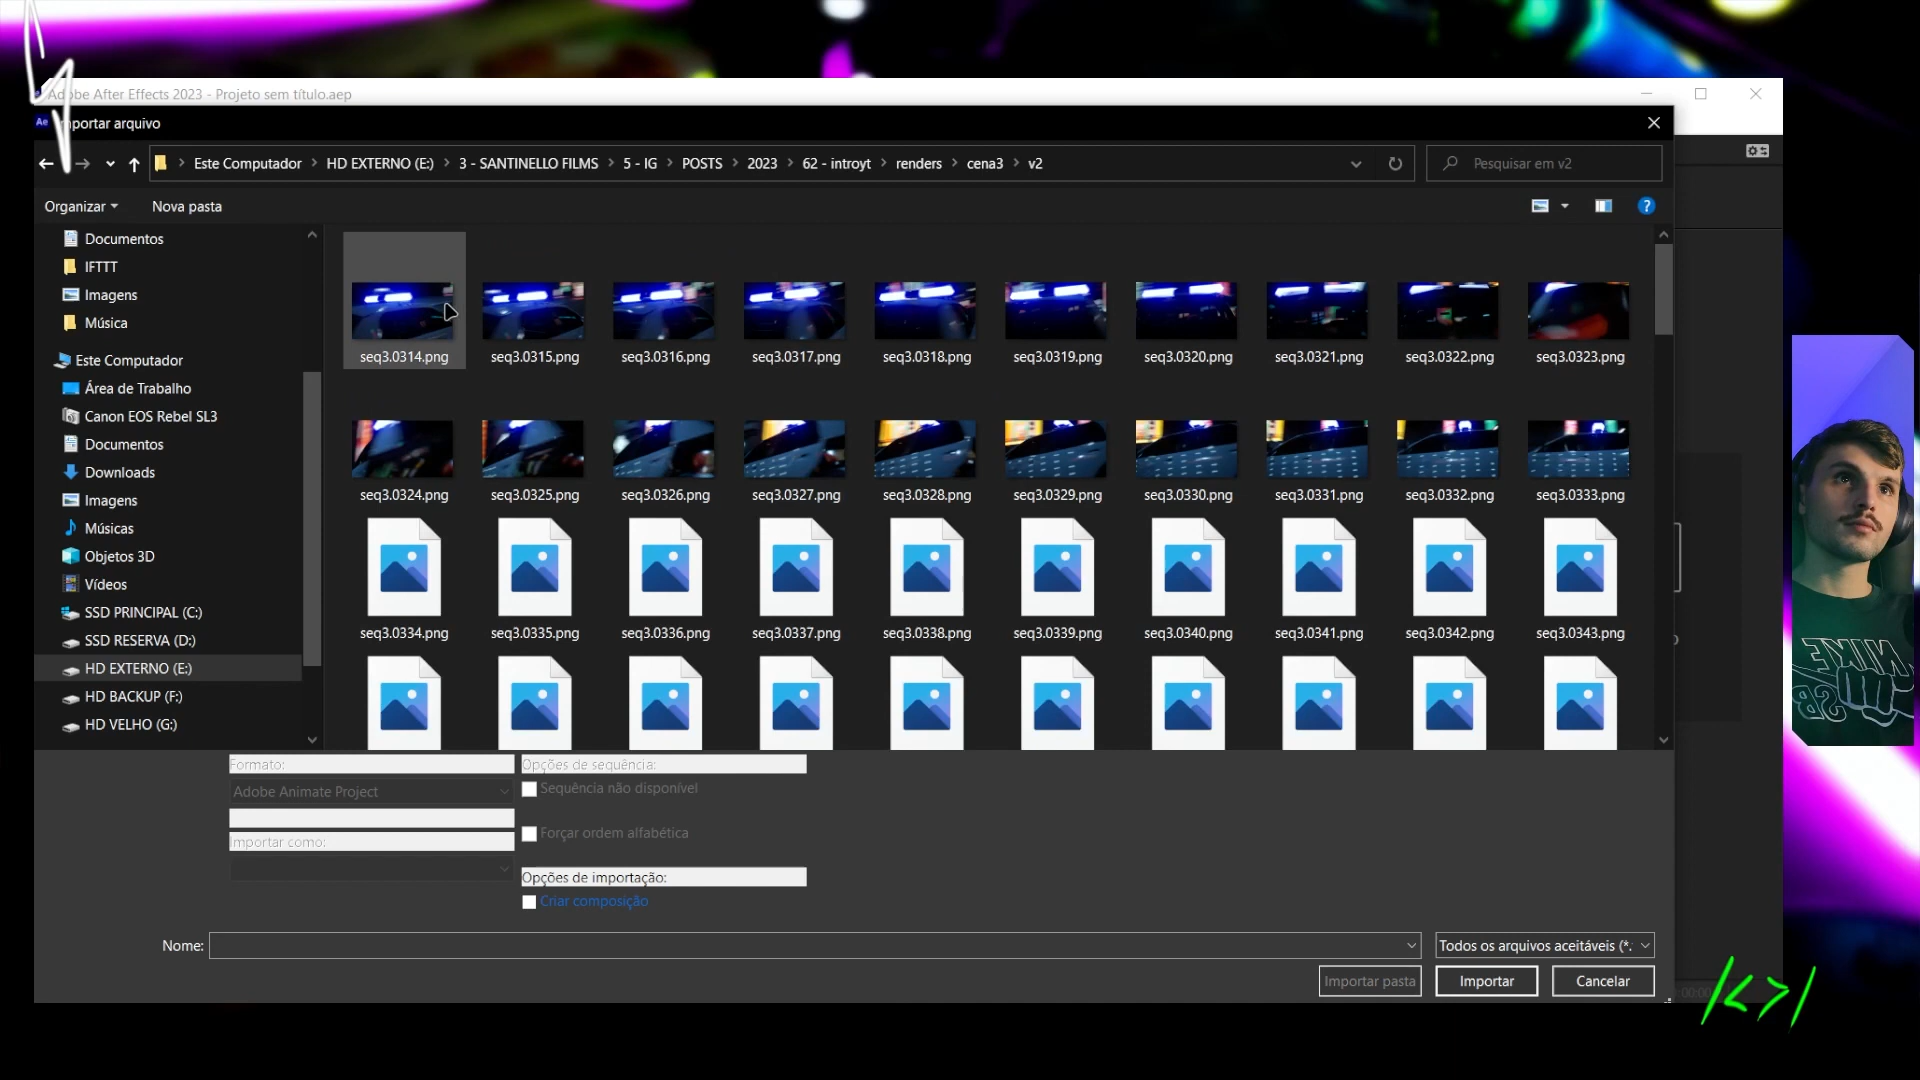 Adobe After Effects 2023 - Projeto sem título.aep
Ae
Importar arquivo
Este Computador > HD EXTERNO (E:) > 3 - SANTINELLO FILMS > 5 - IG > POSTS > 2023 > 62 - introyt > renders > cena3 > v2
Pesquisar em v2
Organizar
Nova pasta
?
Documentos
IFTTT
Imagens
Música
Este Computador
Área de Trabalho
Canon EOS Rebel SL3
Documentos
Downloads
Imagens
Músicas
Objetos 3D
Vídeos
SSD PRINCIPAL (C:)
SSD RESERVA (D:)
HD EXTERNO (E:)
HD BACKUP (F:)
HD VELHO (G:)
seq3.0314.png seq3.0315.png seq3.0316.png seq3.0317.png seq3.0318.png seq3.0319.png seq3.0320.png seq3.0321.png seq3.0322.png seq3.0323.png
seq3.0324.png seq3.0325.png seq3.0326.png seq3.0327.png seq3.0328.png seq3.0329.png seq3.0330.png seq3.0331.png seq3.0332.png seq3.0333.png
seq3.0334.png seq3.0335.png seq3.0336.png seq3.0337.png seq3.0338.png seq3.0339.png seq3.0340.png seq3.0341.png seq3.0342.png seq3.0343.png
Formato:
Adobe Animate Project
Importar como:
Opções de sequência:
Sequência não disponível
Forçar ordem alfabética
Opções de importação:
Criar composição
Nome:
Todos os arquivos aceitáveis (*.
Importar pasta
Importar
Cancelar
NIKE
SB